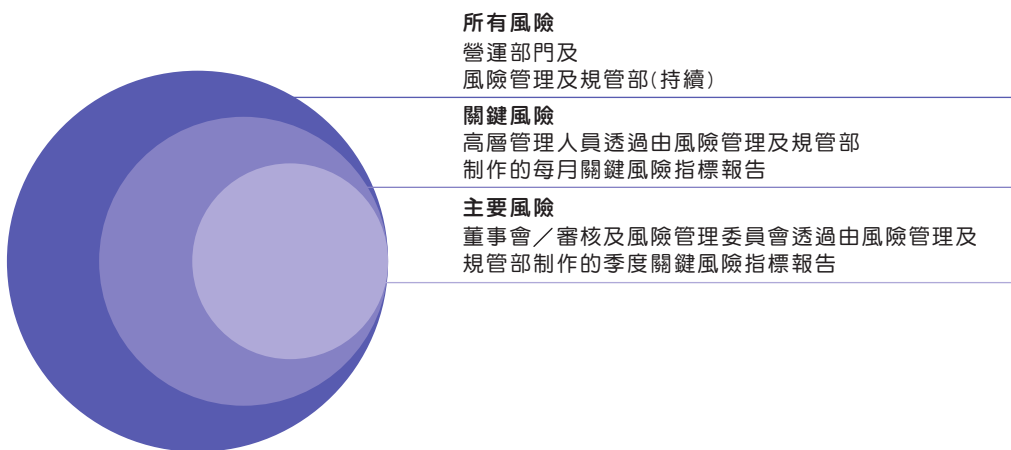 所有風險
營運部門及
風險管理及規管部(持續)
關鍵風險
高層管理人員透過由風險管理及規管部
制作的每月關鍵風險指標報告
主要風險
董事會／審核及風險管理委員會透過由風險管理及
規管部制作的季度關鍵風險指標報告